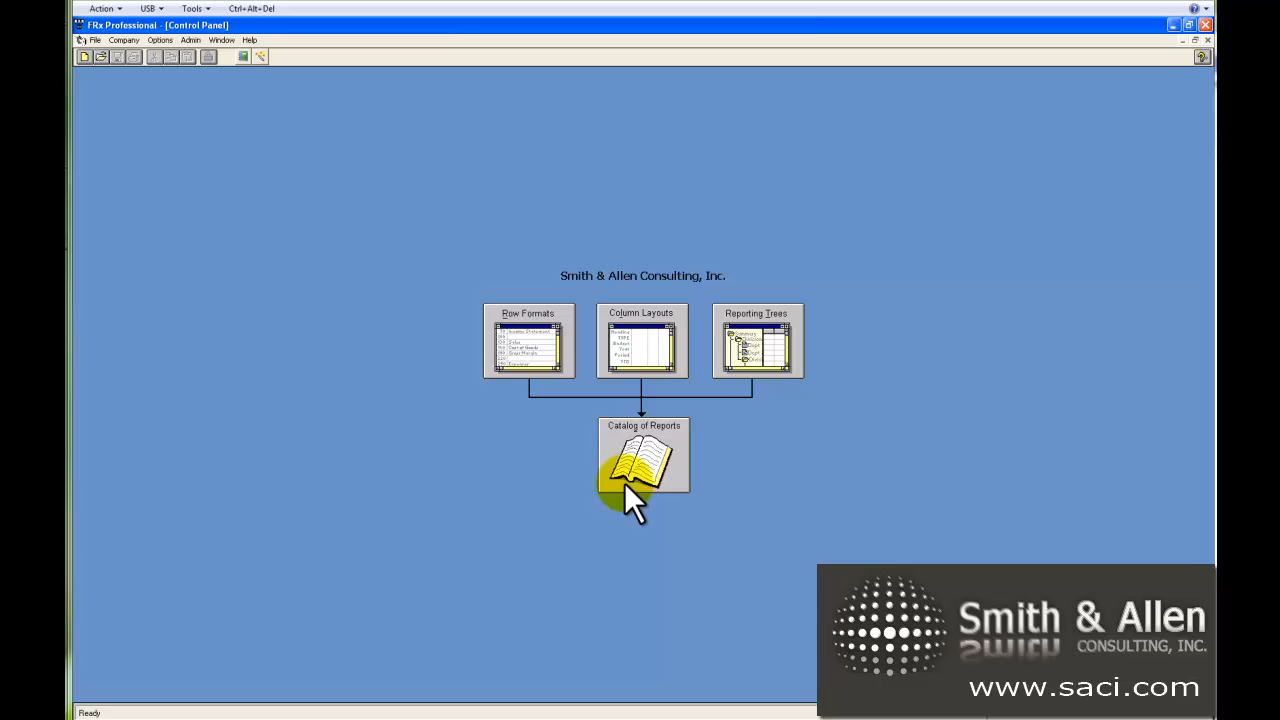 Action USB Tools Ctrl+Alt+Del
FRx Professional - [Control Panel]
File Company Options Admin Window Help
Smith & Allen Consulting, Inc.
Row Formats Column Layouts Reporting Trees
Catalog of Reports
Smith & Allen
CONSULTING, INC.
www.saci.com
Ready